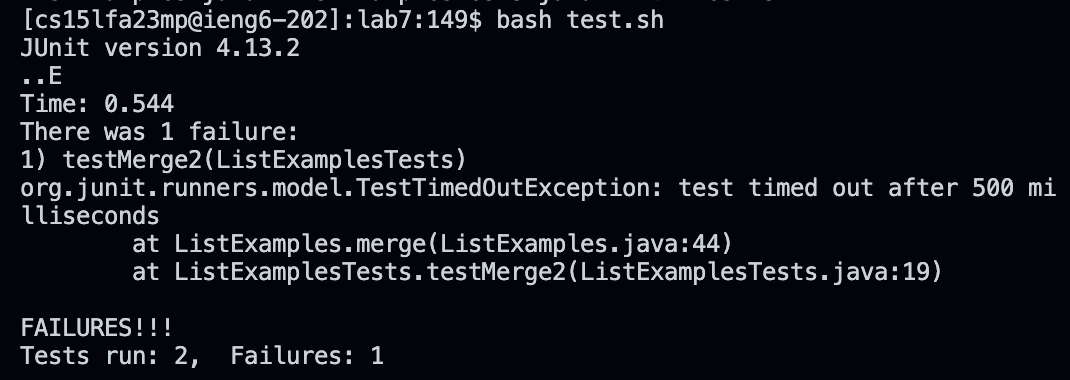 [cs15lfa23mp@ieng6-202]:lab7:149$ bash test.sh
JUnit version 4.13.2
..E
Time: 0.544
There was 1 failure:
1) testMerge2(ListExamplesTests)
org.junit.runners.model.TestTimedOutException: test timed out after 500 mi
lliseconds
        at ListExamples.merge(ListExamples.java:44)
        at ListExamplesTests.testMerge2(ListExamplesTests.java:19)

FAILURES!!!
Tests run: 2,  Failures: 1